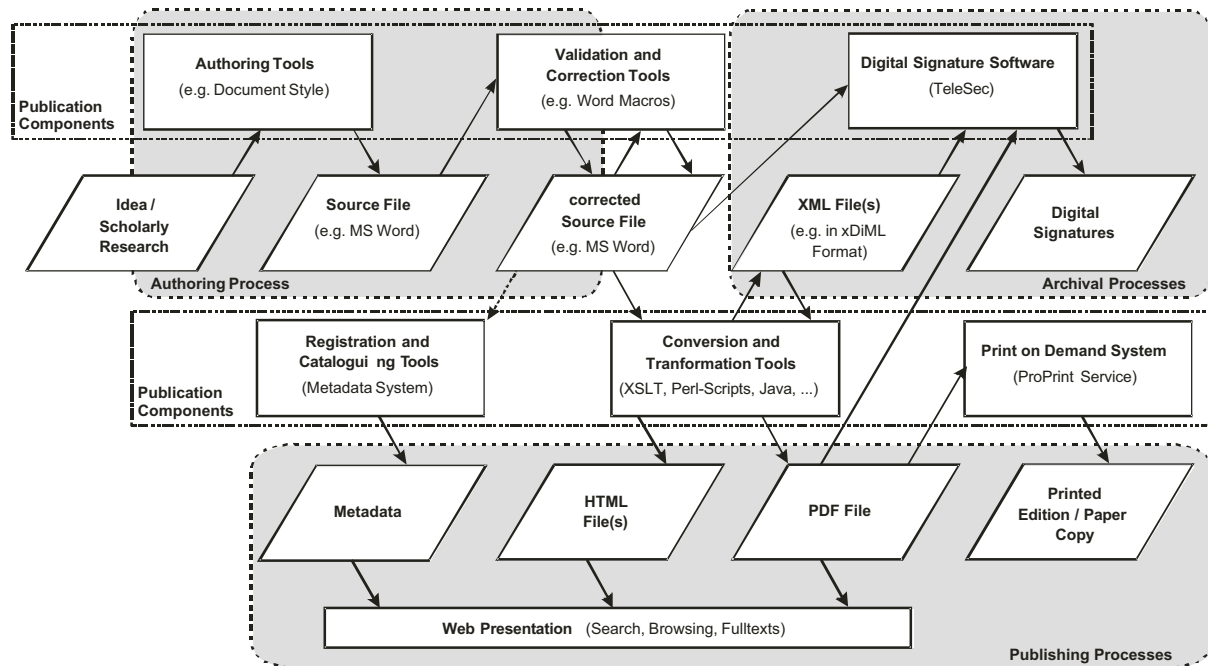 Authoring Tools
(e.g. Document Style)
Validation and
Correction Tools
(e.g. Word Macros)
Digital Signature Software
(TeleSec)
Publication
Components
Idea /
Scholarly
Research
Source File
(e.g. MS Word)
corrected
Source File
(e.g. MS Word)
XML File(s)
(e.g. in xDiML
Format)
Digital
Signatures
Authoring Process
Archival Processes
Registration and
Catalogui ng Tools
(Metadata System)
Conversion and
Tranformation Tools
(XSLT, Perl-Scripts, Java, ...)
Print on Demand System
(ProPrint Service)
Publication
Components
Metadata
HTML
File(s)
PDF File
Printed
Edition / Paper
Copy
Web Presentation (Search, Browsing, Fulltexts)
Publishing Processes